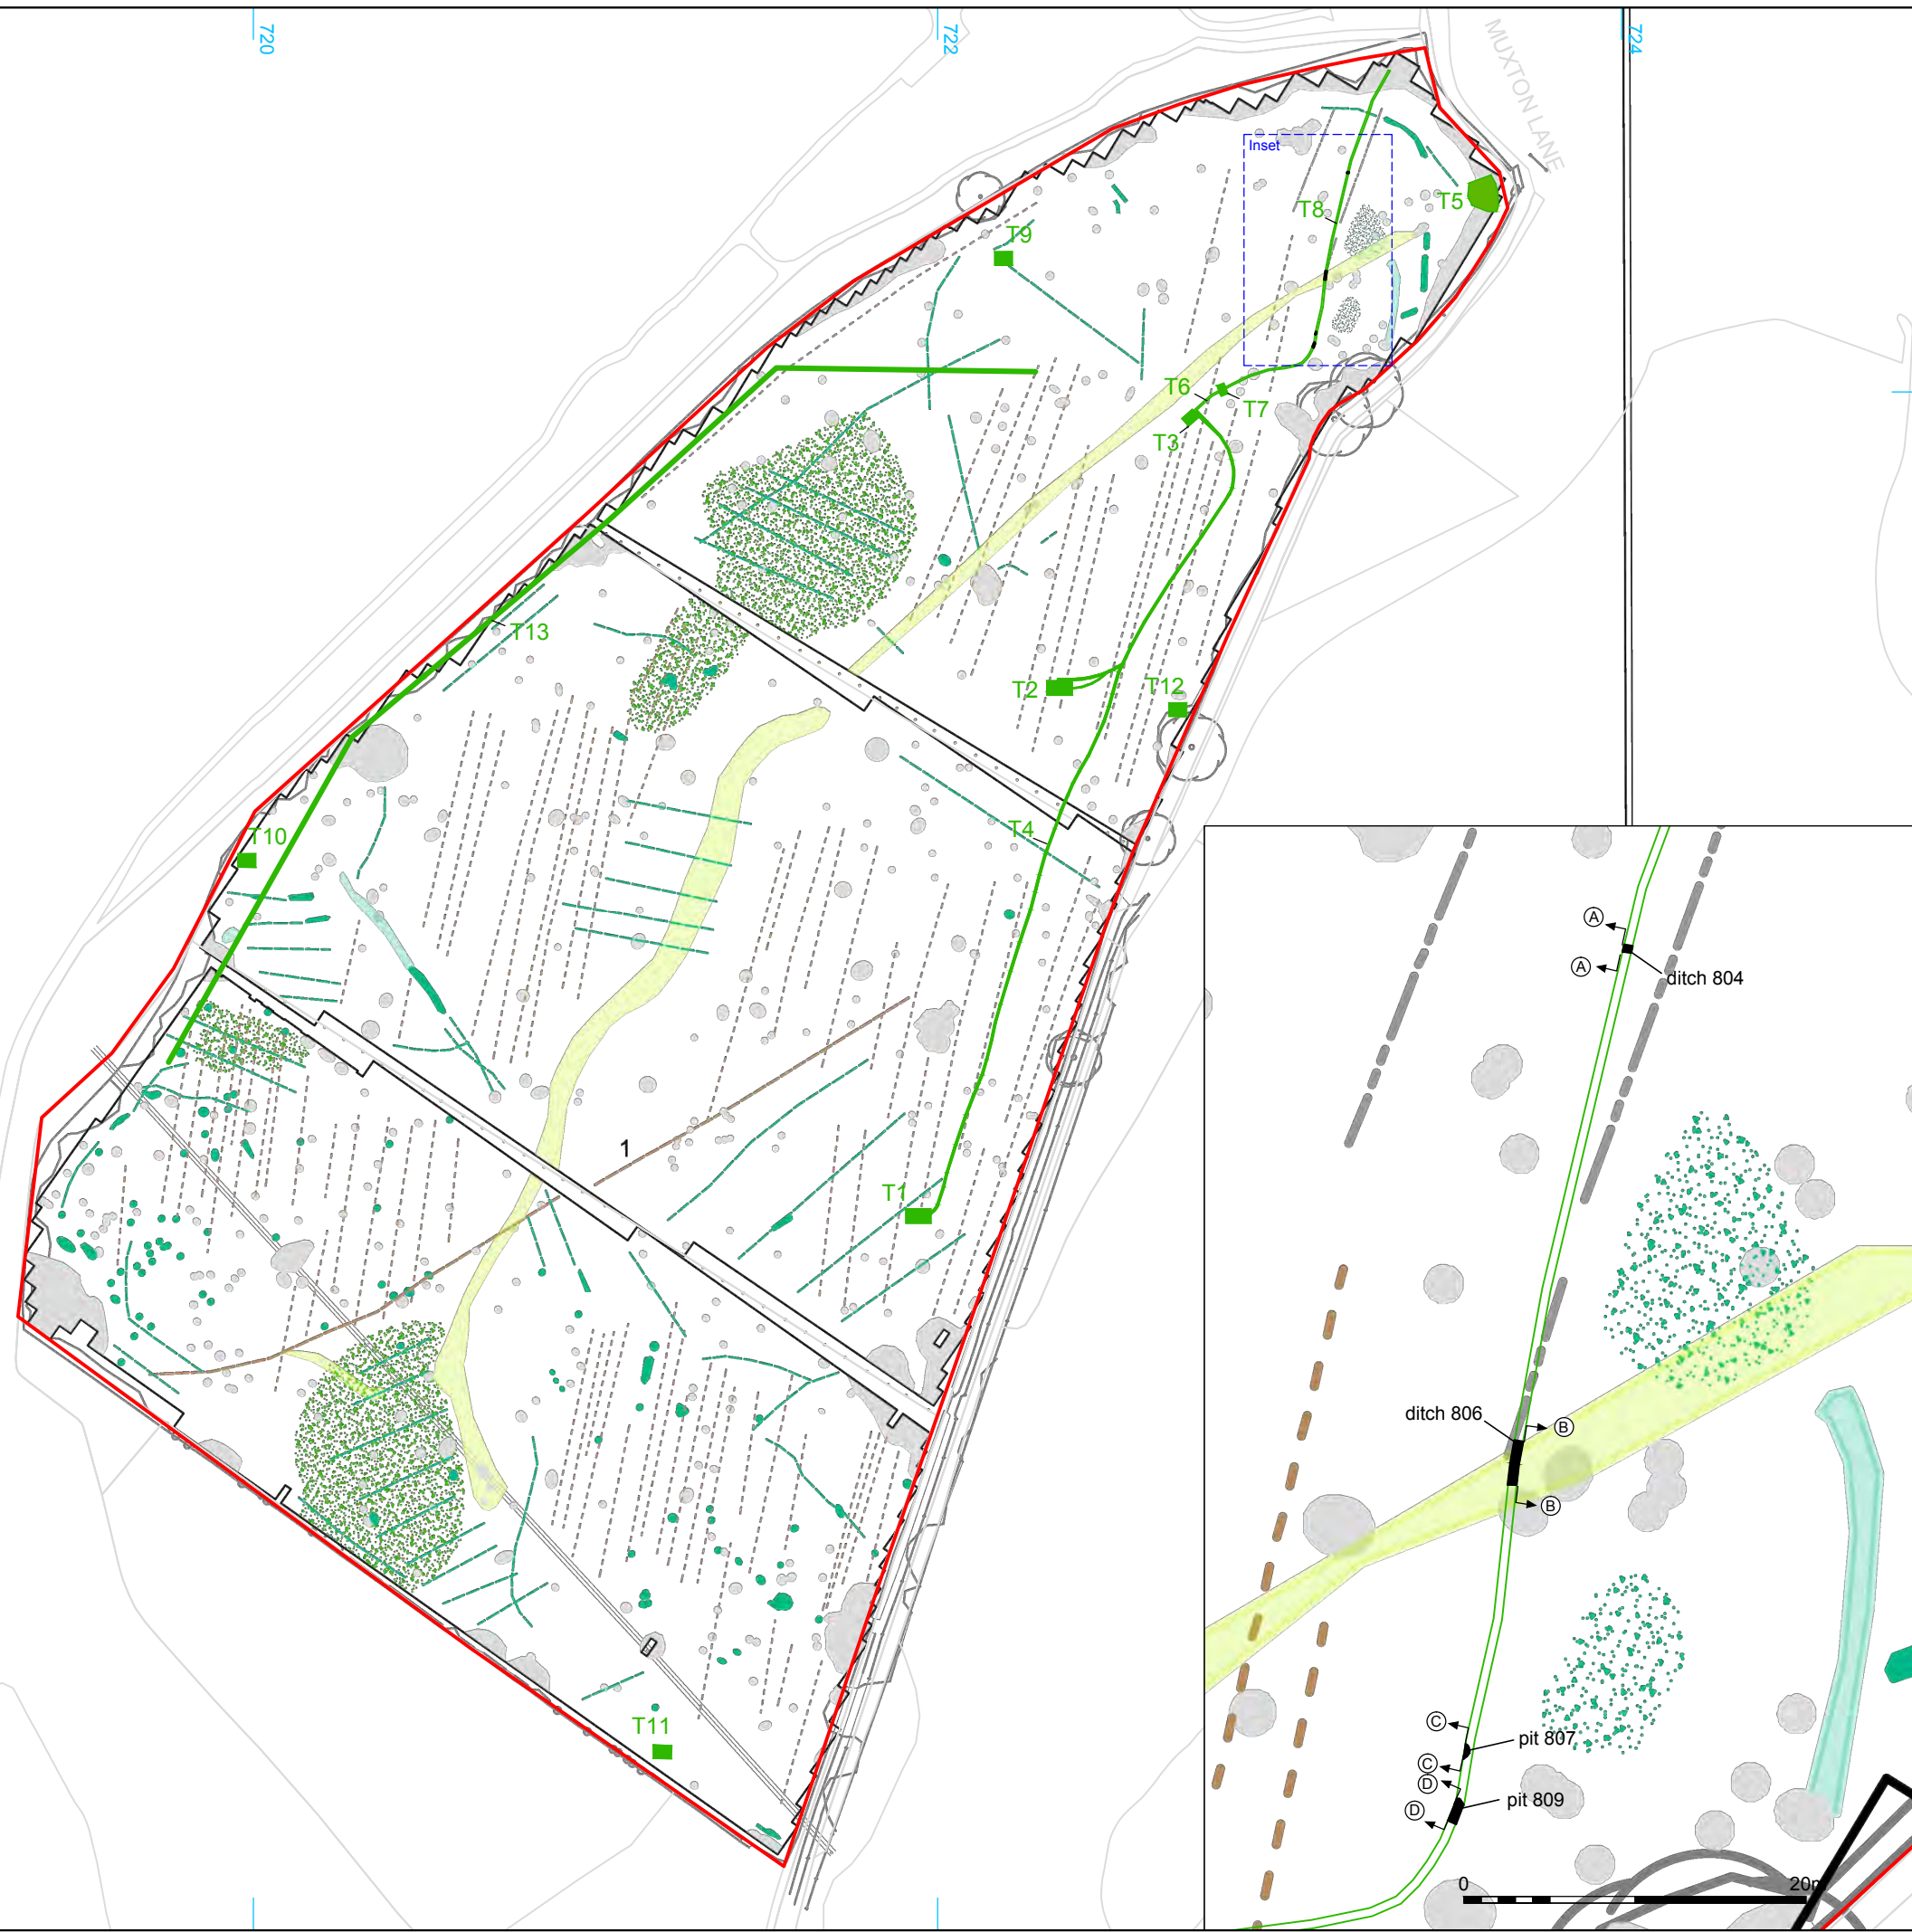 720
722
724
MUXTON LANE
Inset
T5
T8
T9
T6
T7
T3
T13
T2
T12
T10
T4
1
T1
T11
A
A
ditch 804
ditch 806
B
B
C
pit 807
C
D
pit 809
D
0
20m